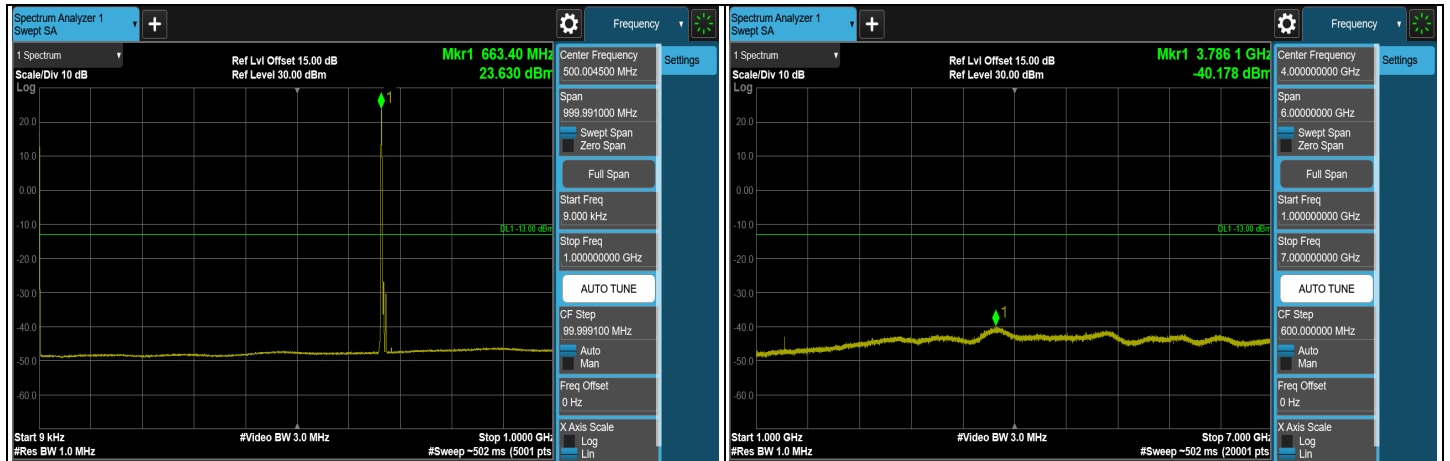 Spectrum Analyzer 1
Swept SA
+
Frequency
1 Spectrum
Scale/Div 10 dB
Log
Ref Lvl Offset 15.00 dB
Ref Level 30.00 dBm
Mkr1 663.40 MHz
23.630 dBm
1
20.0
10.0
0.00
-10.0
-20.0
-30.0
-40.0
-50.0
-60.0
DL1 -13.00 dBm
Start 9 kHz
#Res BW 1.0 MHz
#Video BW 3.0 MHz
Stop 1.0000 GHz
#Sweep ~502 ms (5001 pts
Center Frequency
500.004500 MHz
Settings
Span
999.991000 MHz
Swept Span
Zero Span
Full Span
Start Freq
9.000 kHz
Stop Freq
1.000000000 GHz
AUTO TUNE
CF Step
99.999100 MHz
Auto
Man
Freq Offset
0 Hz
X Axis Scale
Log
Lin
Spectrum Analyzer 1
Swept SA
+
Frequency
1 Spectrum
Scale/Div 10 dB
Log
Ref Lvl Offset 15.00 dB
Ref Level 30.00 dBm
Mkr1 3.786 1 GHz
-40.178 dBm
1
20.0
10.0
0.00
-10.0
-20.0
-30.0
-40.0
-50.0
-60.0
DL1 -13.00 dBm
Start 1.000 GHz
#Res BW 1.0 MHz
#Video BW 3.0 MHz
Stop 7.000 GHz
#Sweep ~502 ms (20001 pts
Center Frequency
4.00000000 GHz
Settings
Span
6.00000000 GHz
Swept Span
Zero Span
Full Span
Start Freq
1.000000000 GHz
Stop Freq
7.000000000 GHz
AUTO TUNE
CF Step
600.000000 MHz
Auto
Man
Freq Offset
0 Hz
X Axis Scale
Log
Lin